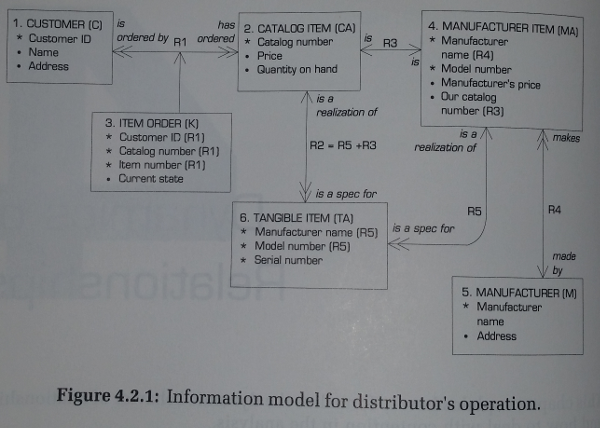 1. CUSTOMER (C)
* Customer ID
• Name
• Address
is
ordered by
R1
has
ordered
2. CATALOG ITEM (CA)
* Catalog number
• Price
• Quantity on hand
is
R3
is
4. MANUFACTURER ITEM (MA)
* Manufacturer
name (R4)
* Model number
• Manufacturer's price
• Our catalog
number (R3)
3. ITEM ORDER (K)
* Customer ID (R1)
* Catalog number (R1)
* Item number (R1)
• Current state
is a
realization of
R2 = R5 +R3
is a spec for
is a
realization of
makes
6. TANGIBLE ITEM (TA)
* Manufacturer name (R5)
* Model number (R5)
* Serial number
is a spec for
R5
R4
made
by
5. MANUFACTURER (M)
* Manufacturer
name
• Address
Figure 4.2.1: Information model for distributor's operation.